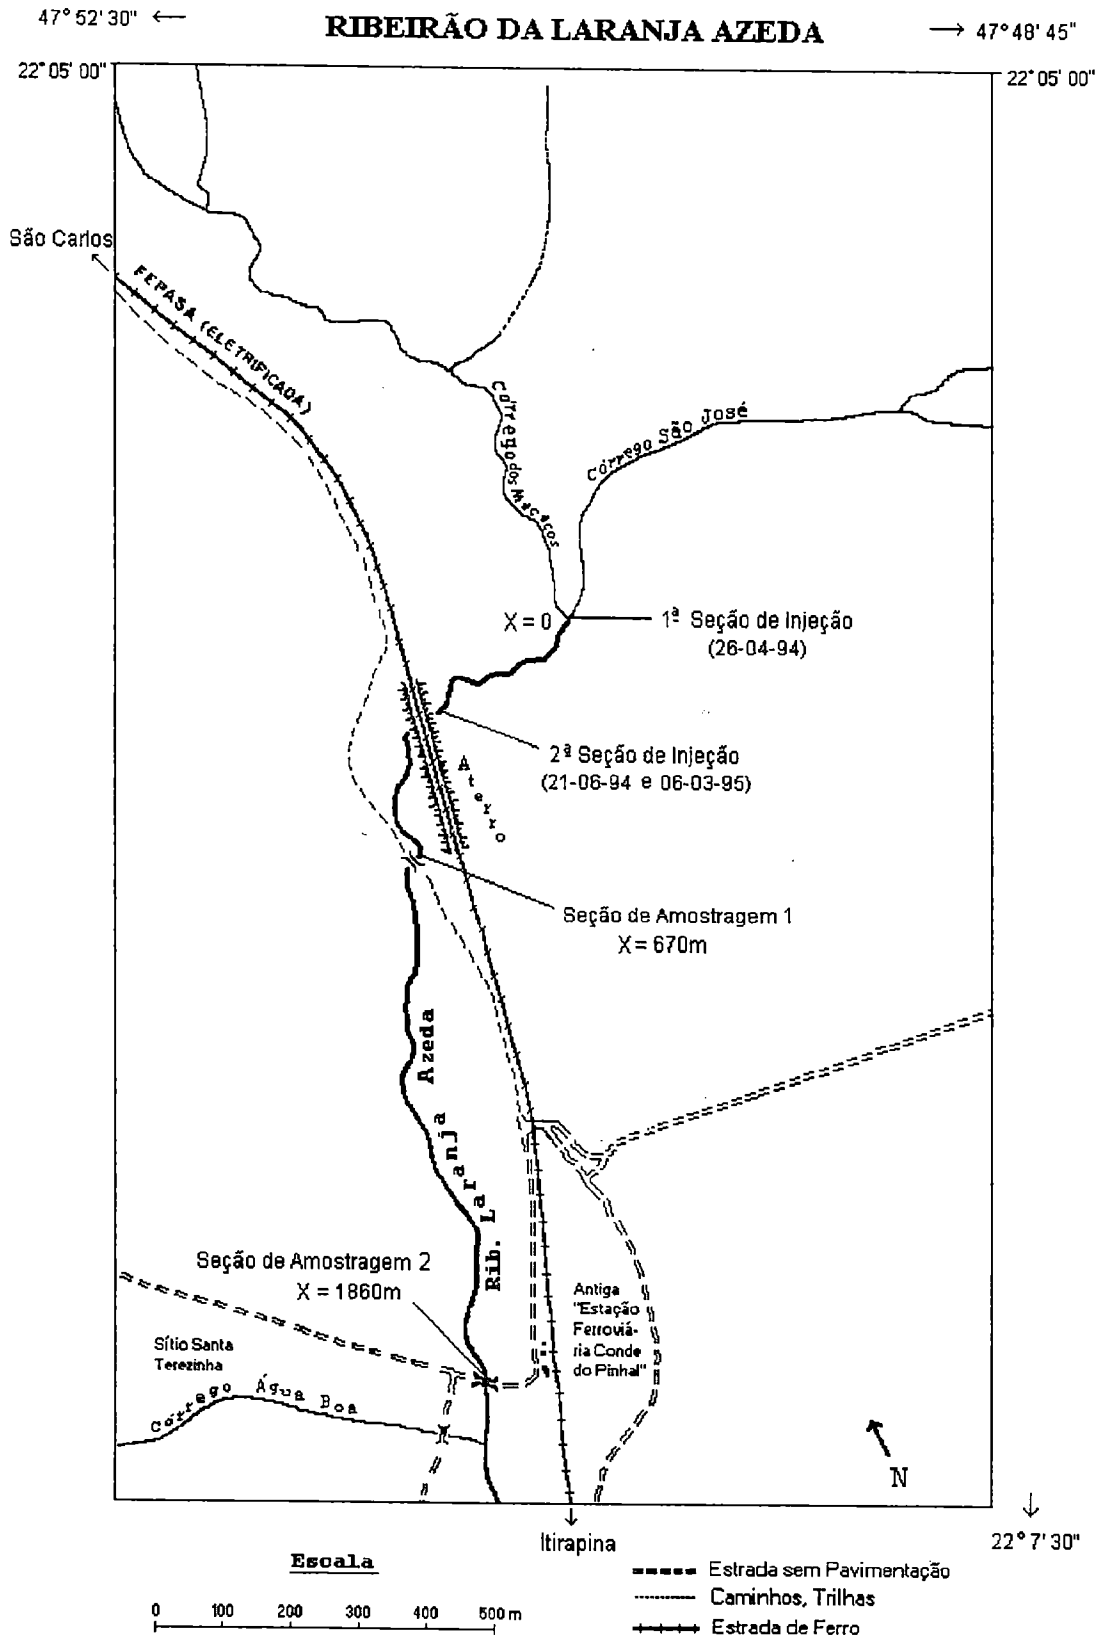 47° 52' 30" ←
RIBEIRÃO DA LARANJA AZEDA
→ 47° 48' 45"
22° 05' 00"
22° 05' 00"
São Carlos
FEPASA (ELETRIFICADA)
Córrego dos Macacos
Córrego São José
X = 0
1ª Seção de Injeção
(26-04-94)
2ª Seção de Injeção
(21-06-94 e 06-03-95)
Aterro
Seção de Amostragem 1
X = 670m
Rib. Laranja Azeda
Seção de Amostragem 2
X = 1860m
Antiga
"Estação
Ferroviá-
ria Conde
do Pinhal"
Sítio Santa
Terezinha
Córrego Água Boa
N
Itirapina
22° 7' 30"
Escala
0 100 200 300 400 500 m
Estrada sem Pavimentação
Caminhos, Trilhas
Estrada de Ferro